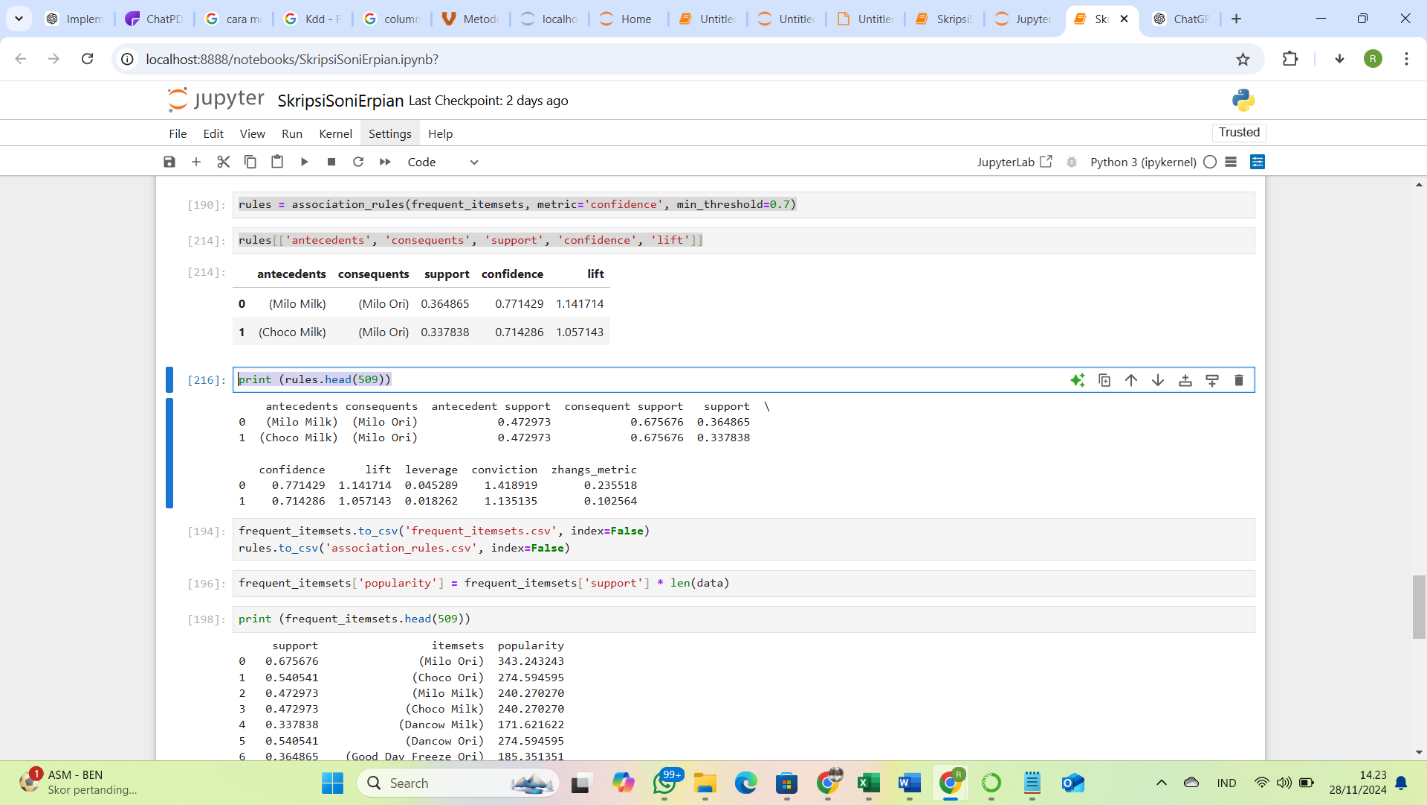 Implem
ChatPD
cara me
Kdd - P
column
Metod
localho
Home
Untitle
Untitle
Untitle
Skripsi
Jupyter
Sk
ChatGP
localhost:8888/notebooks/SkripsiSoniErpian.ipynb?
R
jupyter SkripsiSoniErpian Last Checkpoint: 2 days ago
File Edit View Run Kernel Settings Help
Trusted
Code
JupyterLab Python 3 (ipykernel)
[190]: rules = association_rules(frequent_itemsets, metric='confidence', min_threshold=0.7)
[214]: rules[['antecedents', 'consequents', 'support', 'confidence', 'lift']]
[214]: antecedents consequents support confidence lift
0 (Milo Milk) (Milo Ori) 0.364865 0.771429 1.141714
1 (Choco Milk) (Milo Ori) 0.337838 0.714286 1.057143
[216]: print (rules.head(509))
antecedents consequents antecedent support consequent support support \
0 (Milo Milk) (Milo Ori) 0.472973 0.675676 0.364865
1 (Choco Milk) (Milo Ori) 0.472973 0.675676 0.337838
confidence lift leverage conviction zhangs_metric
0 0.771429 1.141714 0.045289 1.418919 0.235518
1 0.714286 1.057143 0.018262 1.135135 0.102564
[194]: frequent_itemsets.to_csv('frequent_itemsets.csv', index=False)
rules.to_csv('association_rules.csv', index=False)
[196]: frequent_itemsets['popularity'] = frequent_itemsets['support'] * len(data)
[198]: print (frequent_itemsets.head(509))
support itemsets popularity
0 0.675676 (Milo Ori) 343.243243
1 0.540541 (Choco Ori) 274.594595
2 0.472973 (Milo Milk) 240.270270
3 0.472973 (Choco Milk) 240.270270
4 0.337838 (Dancow Milk) 171.621622
5 0.540541 (Dancow Ori) 274.594595
6 0.364865 (Good Day Freeze Ori) 185.351351
1
ASM - BEN
Skor pertanding...
Search
99+
R
IND
14.23
28/11/2024